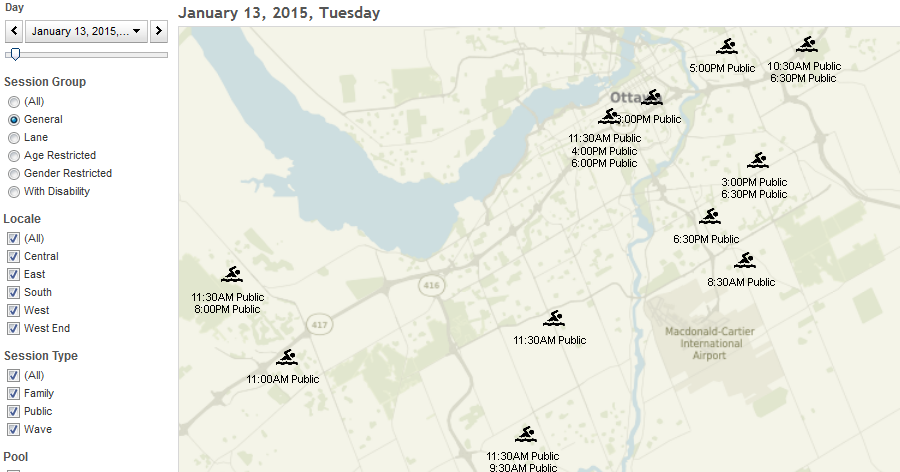 Day
January 13, 2015,...
Session Group
(All)
General
Lane
Age Restricted
Gender Restricted
With Disability
Locale
(All)
Central
East
South
West
West End
Session Type
(All)
Family
Public
Wave
Pool
January 13, 2015, Tuesday
5:00PM Public
10:30AM Public
6:30PM Public
Ottawa
3:00PM Public
11:30AM Public
4:00PM Public
6:00PM Public
3:00PM Public
6:30PM Public
6:30PM Public
8:30AM Public
11:30AM Public
8:00PM Public
416
417
11:30AM Public
Macdonald-Cartier
International
Airport
11:00AM Public
11:30AM Public
9:30AM Public